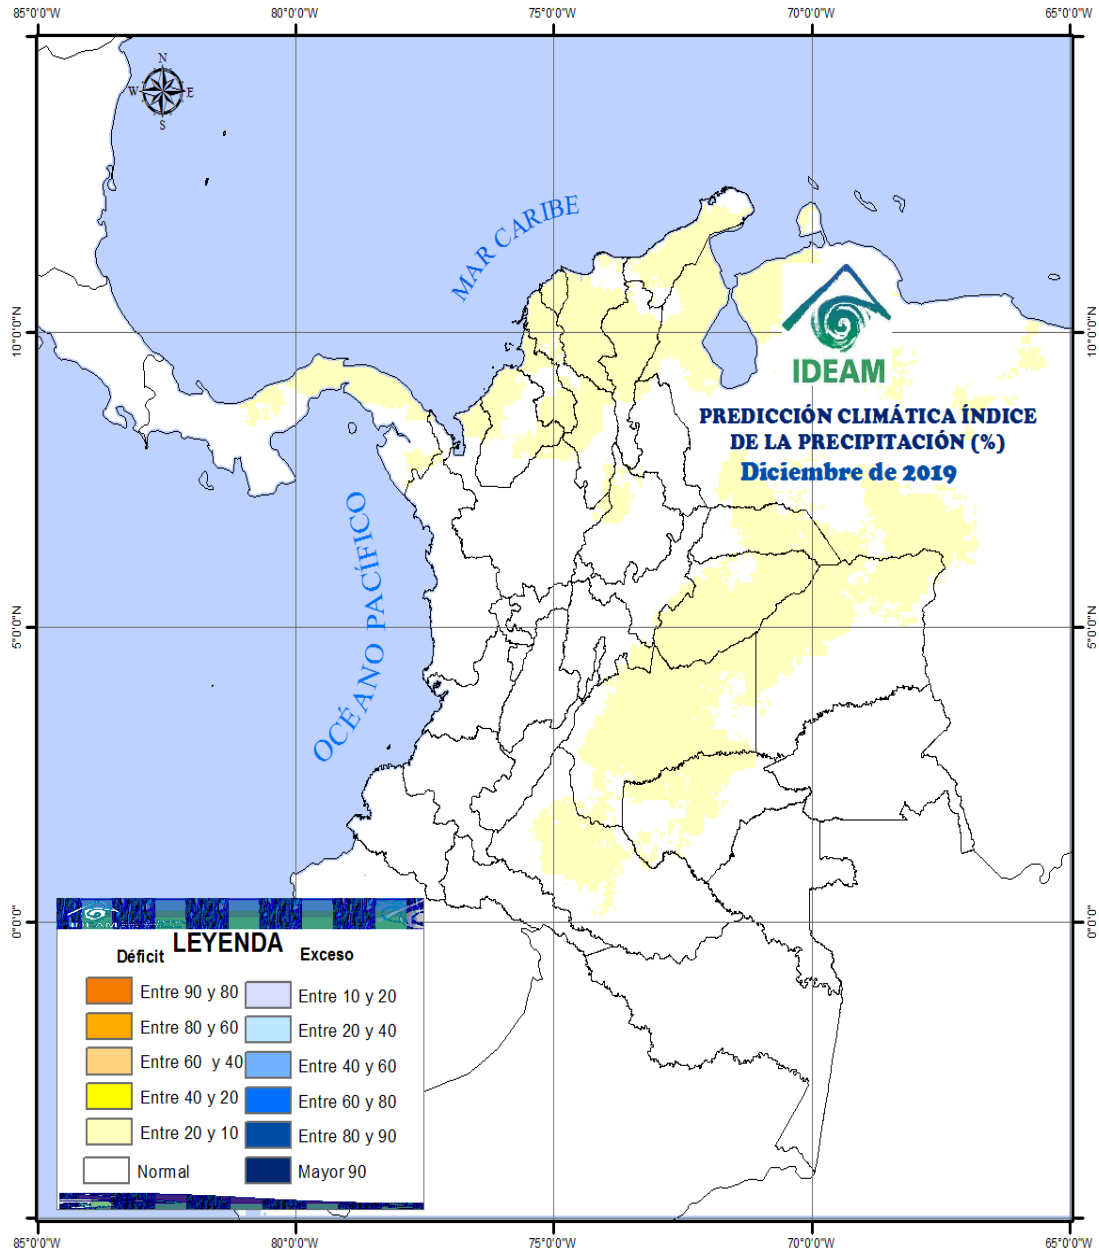 85°0'0"W 80°0'0"W 75°0'0"W 70°0'0"W 65°0'0"W
N
W E
S
MAR CARIBE
10°0'0"N 10°0'0"N
IDEAM
PREDICCIÓN CLIMÁTICA ÍNDICE
DE LA PRECIPITACIÓN (%)
Diciembre de 2019
OCÉANO PACÍFICO
5°0'0"N 5°0'0"N
0°0'0" 0°0'0"
IDEAM
LEYENDA
Déficit Exceso
Entre 90 y 80 Entre 10 y 20
Entre 80 y 60 Entre 20 y 40
Entre 60 y 40 Entre 40 y 60
Entre 40 y 20 Entre 60 y 80
Entre 20 y 10 Entre 80 y 90
Normal Mayor 90
85°0'0"W 80°0'0"W 75°0'0"W 70°0'0"W 65°0'0"W